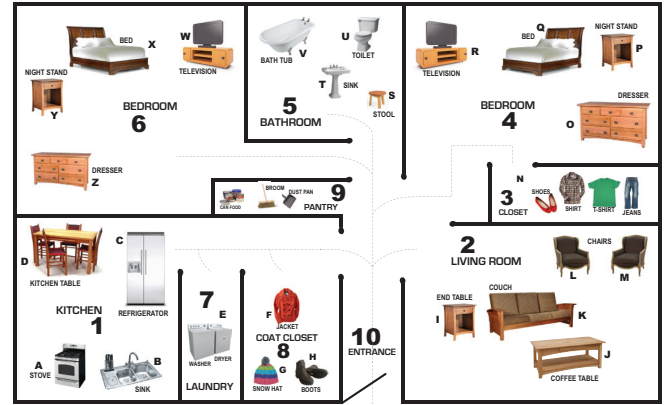 BED
X
W
TELEVISION
NIGHT STAND
Y
BEDROOM
6
DRESSER
Z
BATH TUB
V
U
TOILET
T
SINK
S
STOOL
5
BATHROOM
R
TELEVISION
Q
BED
NIGHT STAND
P
BEDROOM
4
DRESSER
O
CAN FOOD
BROOM
DUST PAN
9
PANTRY
N
3
CLOSET
SHOES
SHIRT
T-SHIRT
JEANS
D
KITCHEN TABLE
C
REFRIGERATOR
KITCHEN
1
A
STOVE
B
SINK
7
E
WASHER
DRYER
LAUNDRY
F
JACKET
COAT CLOSET
8
G
SNOW HAT
H
BOOTS
10
ENTRANCE
2
LIVING ROOM
CHAIRS
L
M
COUCH
END TABLE
I
K
J
COFFEE TABLE